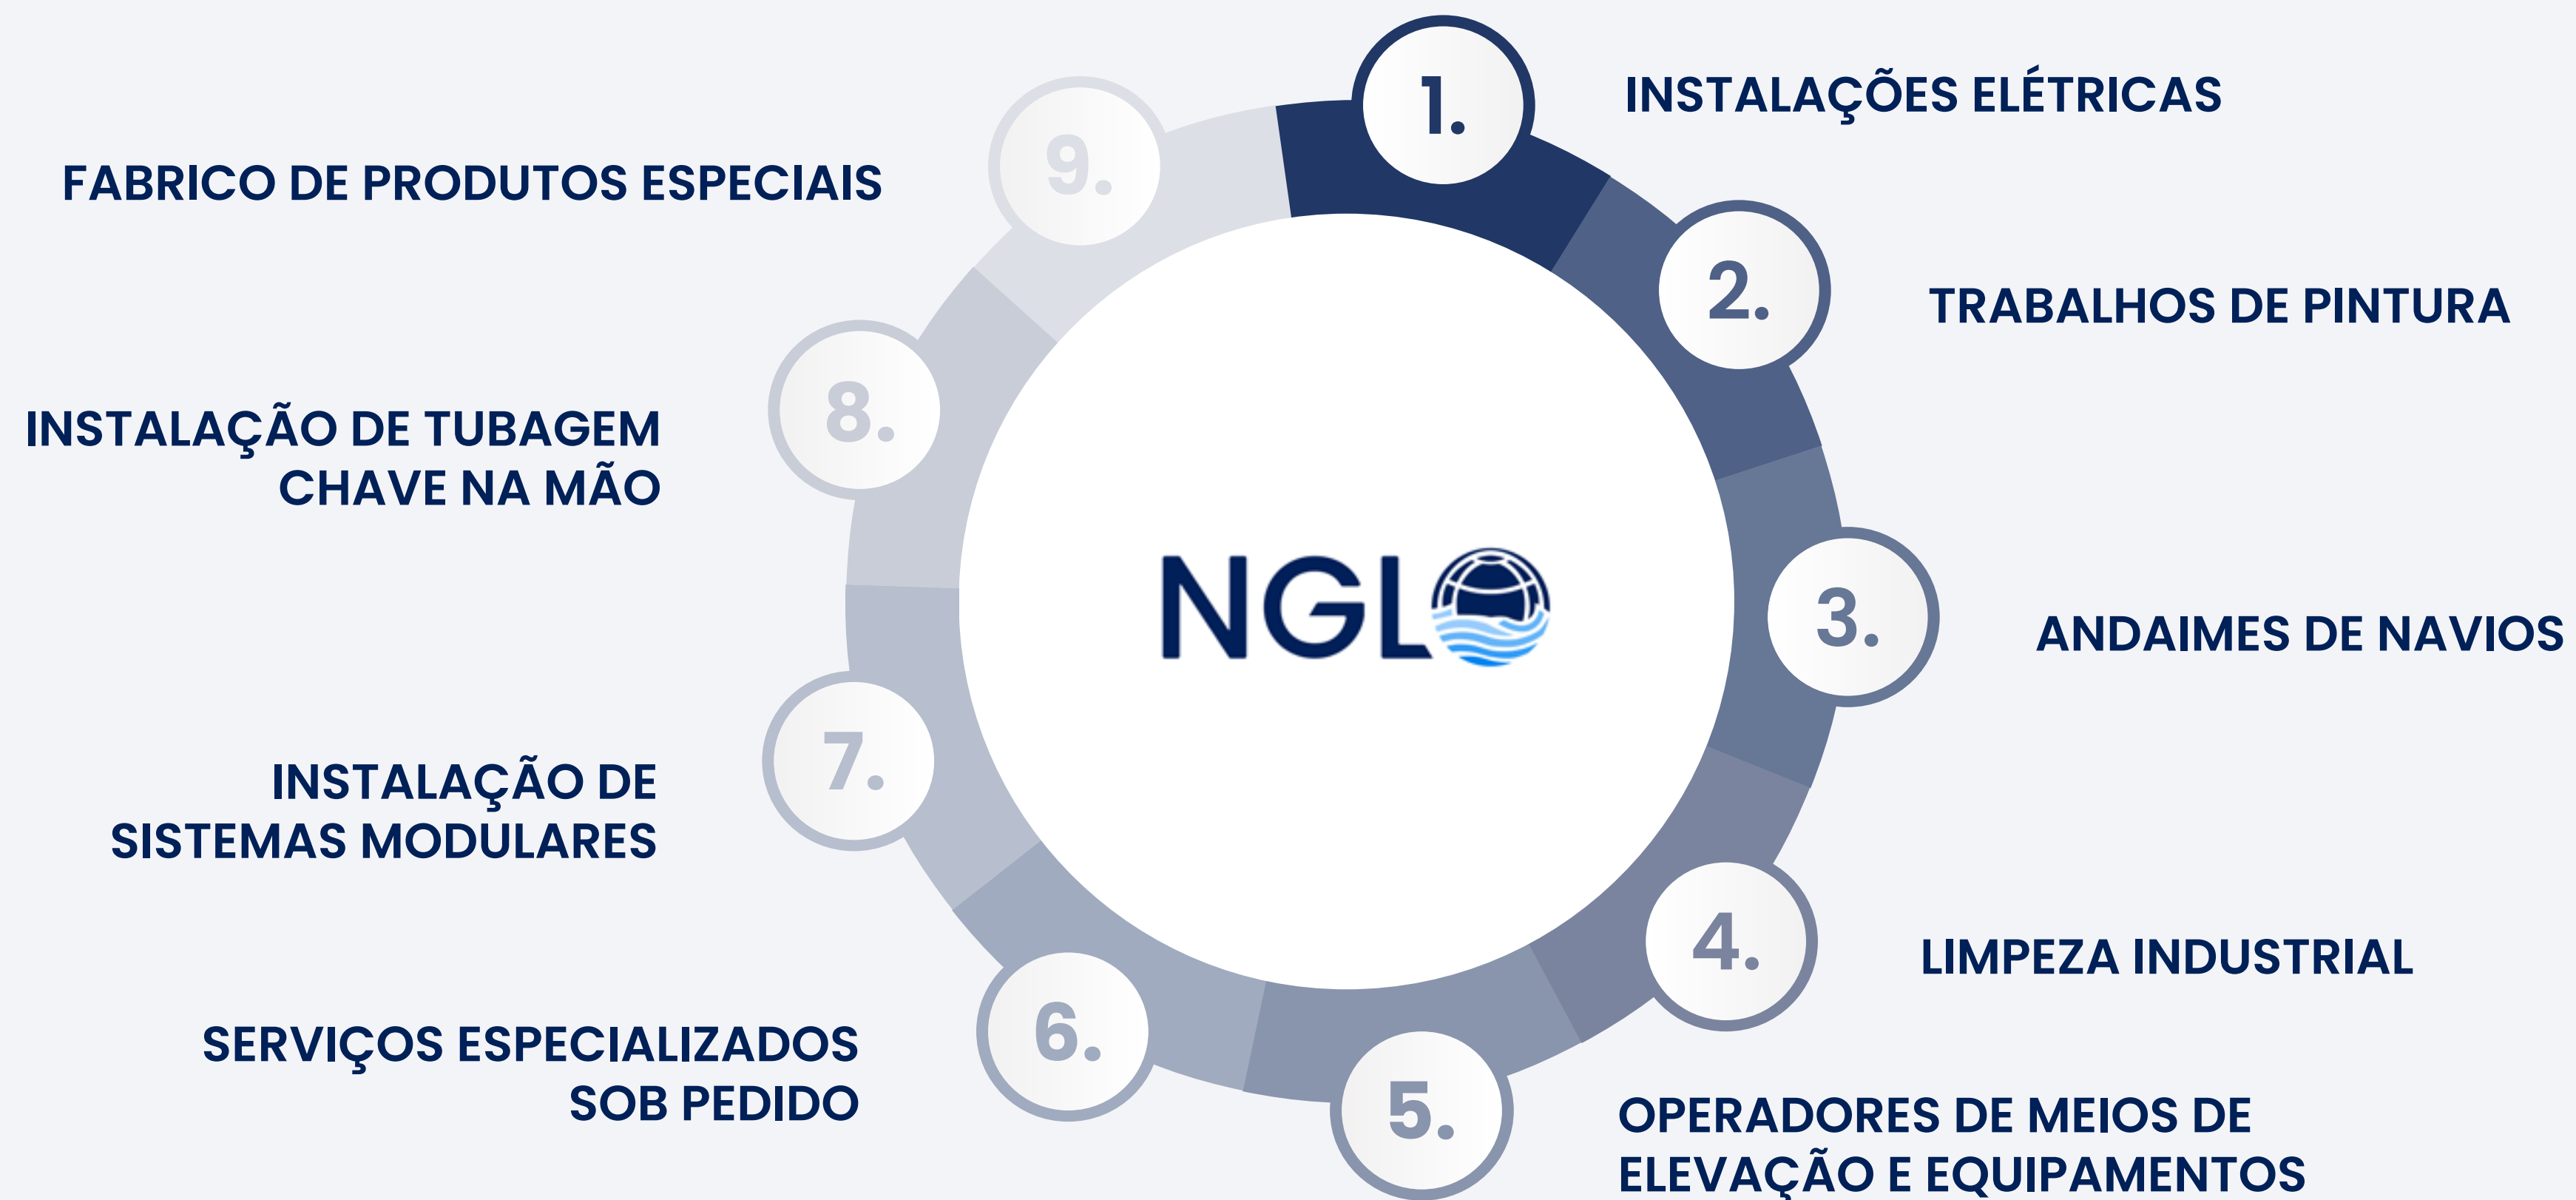 1.
INSTALAÇÕES ELÉTRICAS
2.
TRABALHOS DE PINTURA
3.
ANDAIMES DE NAVIOS
4.
LIMPEZA INDUSTRIAL
5.
OPERADORES DE MEIOS DE
ELEVAÇÃO E EQUIPAMENTOS
6.
SERVIÇOS ESPECIALIZADOS
SOB PEDIDO
7.
INSTALAÇÃO DE
SISTEMAS MODULARES
8.
INSTALAÇÃO DE TUBAGEM
CHAVE NA MÃO
9.
FABRICO DE PRODUTOS ESPECIAIS
NGLO